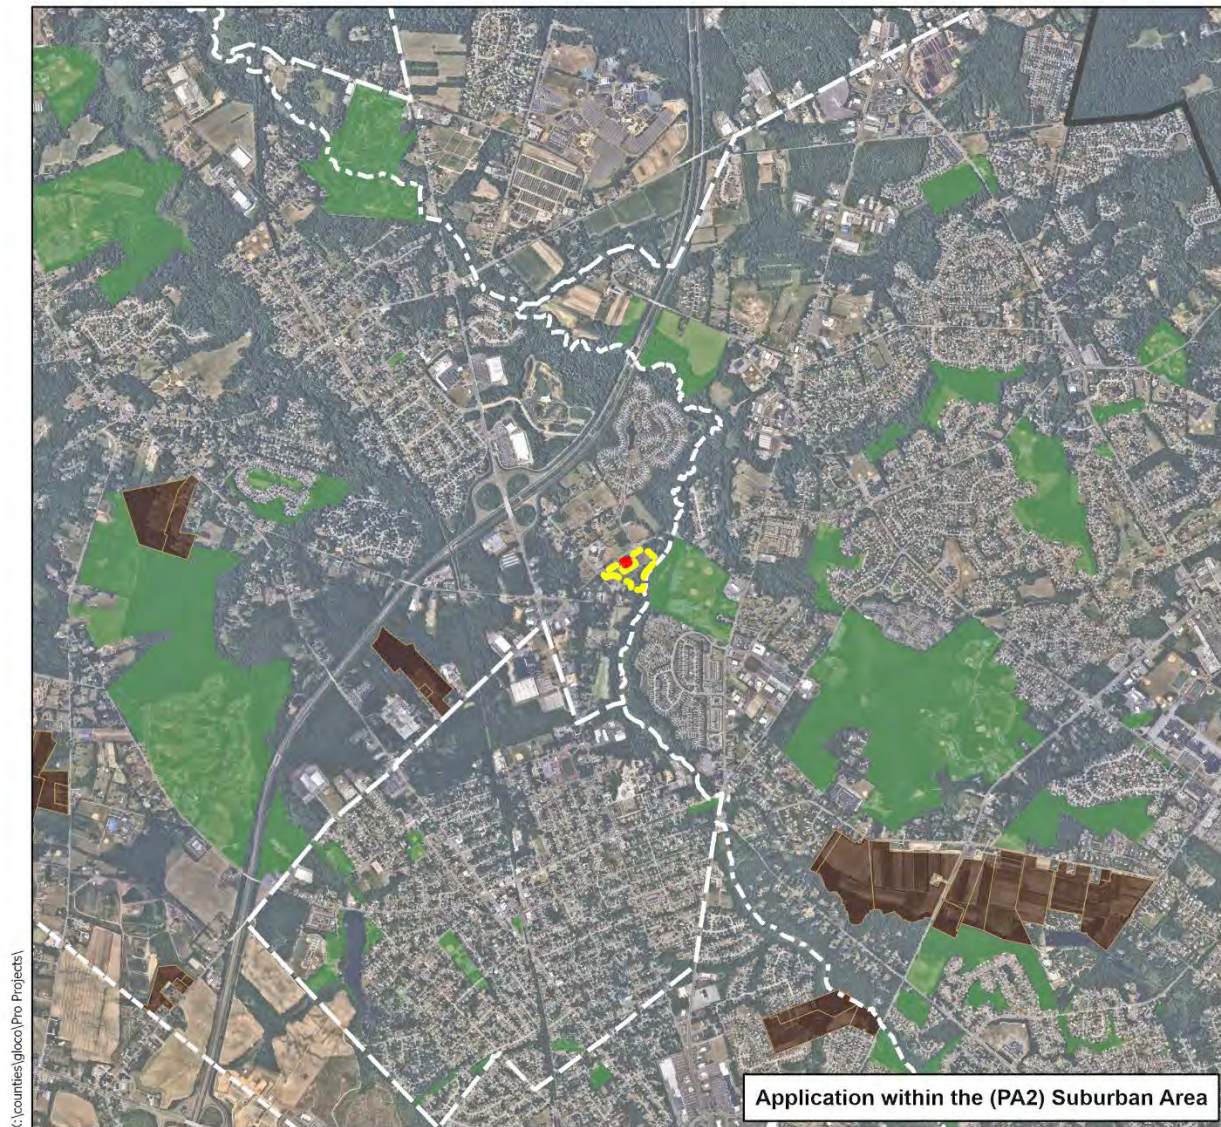 X:\counties\gloco\Pro Projects\
Application within the (PA2) Suburban Area